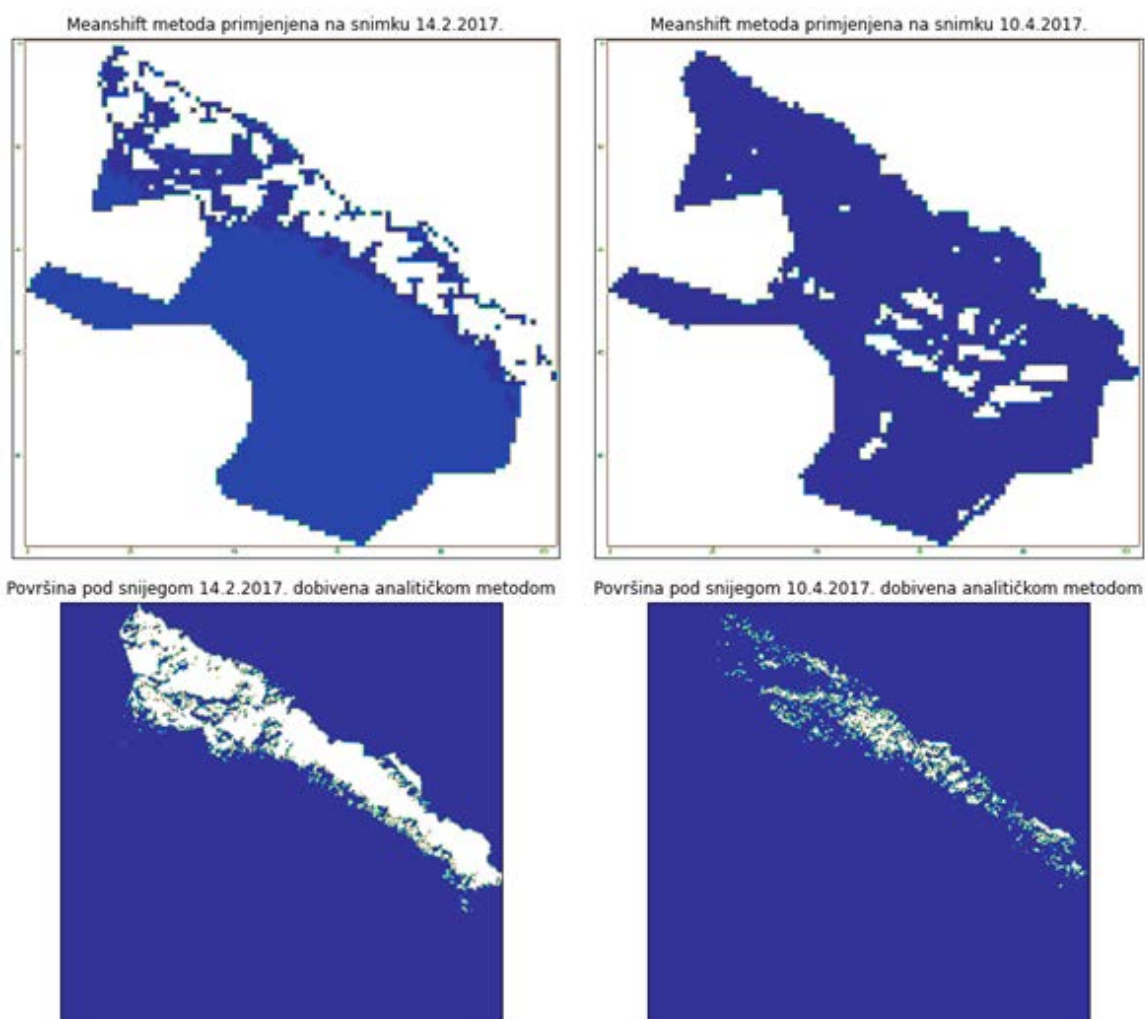 Meanshift metoda primjenjena na snimku 14.2.2017.
Meanshift metoda primjenjena na snimku 10.4.2017.
Površina pod snijegom 14.2.2017. dobivena analitičkom metodom
Površina pod snijegom 10.4.2017. dobivena analitičkom metodom